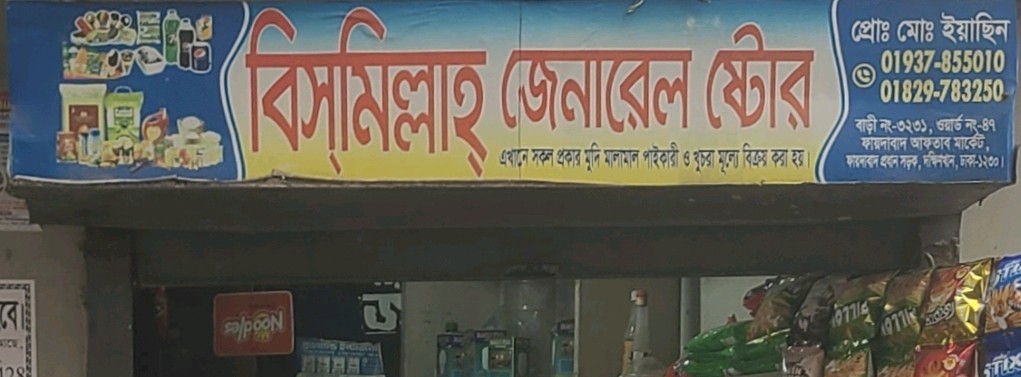 বিস্‌মিল্লাহ্ জেনারেল ষ্টোর
এখানে সকল প্রকার মুদি মালামাল পাইকারী ও খুচরা মূল্যে বিক্রয় করা হয়।
প্রোঃ মোঃ ইয়াছিন
01937-855010
01829-783250
বাড়ী নং-৩২৩১, ওয়ার্ড নং-৪৭
ফায়দাবাদ আফতাব মার্কেট,
ফায়দাবাদ প্রধান সড়ক, দক্ষিণখান, ঢাকা-১২৩০।
Noodles